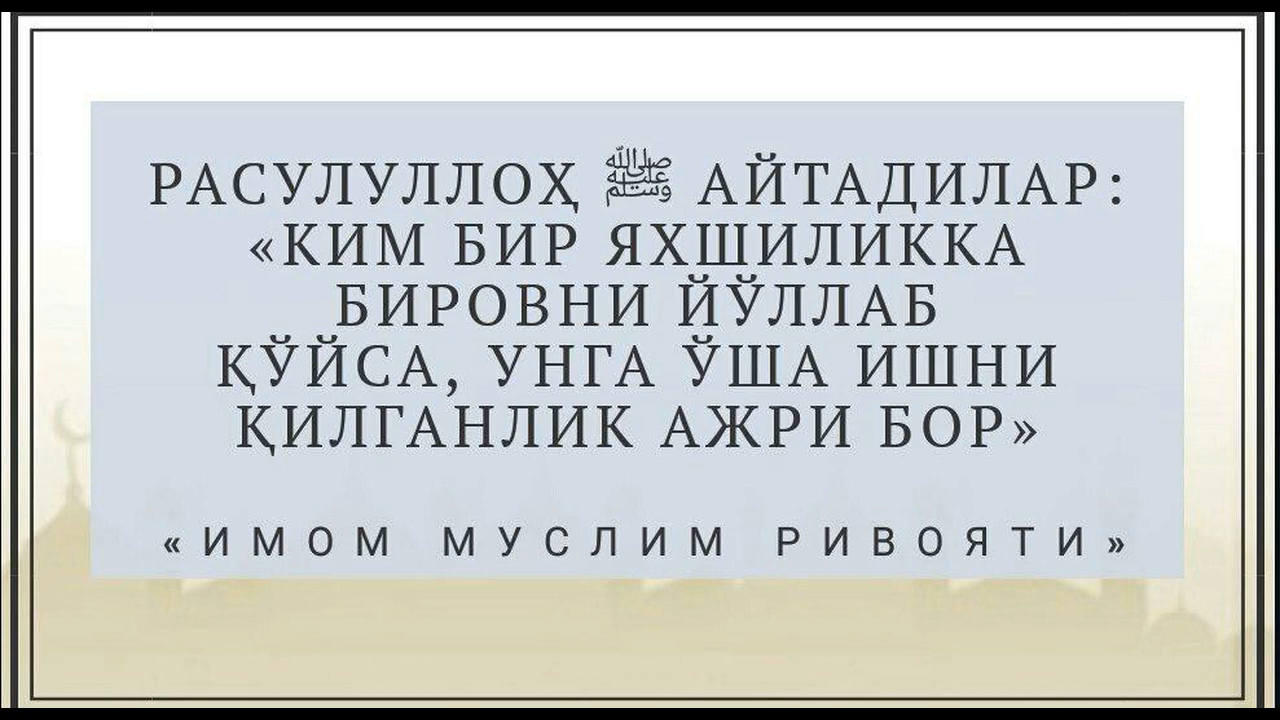 РАСУЛУЛЛОҲ ﷺ АЙТАДИЛАР:
«КИМ БИР ЯХШИЛИККА
БИРОВНИ ЙЎЛЛАБ
ҚЎЙСА, УНГА ЎША ИШНИ
ҚИЛГАНЛИК АЖРИ БОР»
«ИМОМ МУСЛИМ РИВОЯТИ»